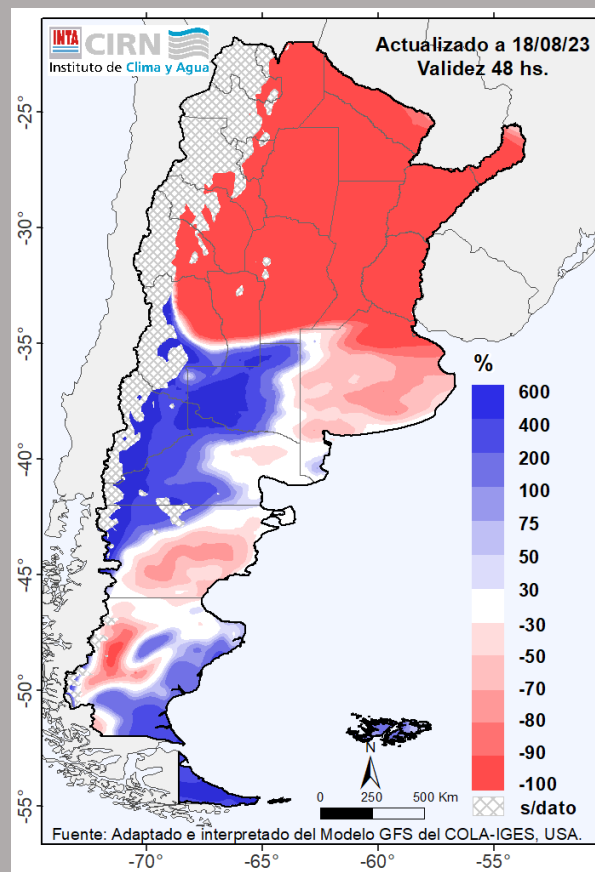 INTA CIRN
Instituto de Clima y Agua
Actualizado a 18/08/23
Validez 48 hs.
-25°
-30°
-35°
-40°
-45°
-50°
-55°
%
600
400
200
100
75
50
30
-30
-50
-70
-80
-90
-100
s/dato
N
0 250 500 Km
Fuente: Adaptado e interpretado del Modelo GFS del COLA-IGES, USA.
-70° -65° -60° -55°